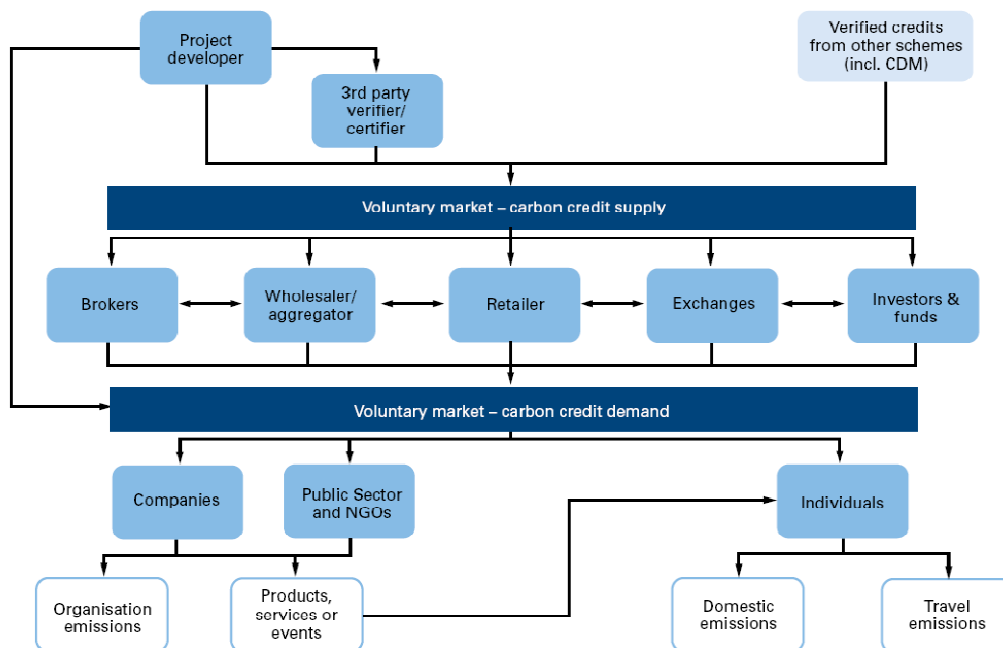 Project
developer
Verified credits
from other schemes
(incl. CDM)
3rd party
verifier/
certifier
Voluntary market – carbon credit supply
Brokers
Wholesaler/
aggregator
Retailer
Exchanges
Investors &
funds
Voluntary market – carbon credit demand
Companies
Public Sector
and NGOs
Individuals
Organisation
emissions
Products,
services or
events
Domestic
emissions
Travel
emissions